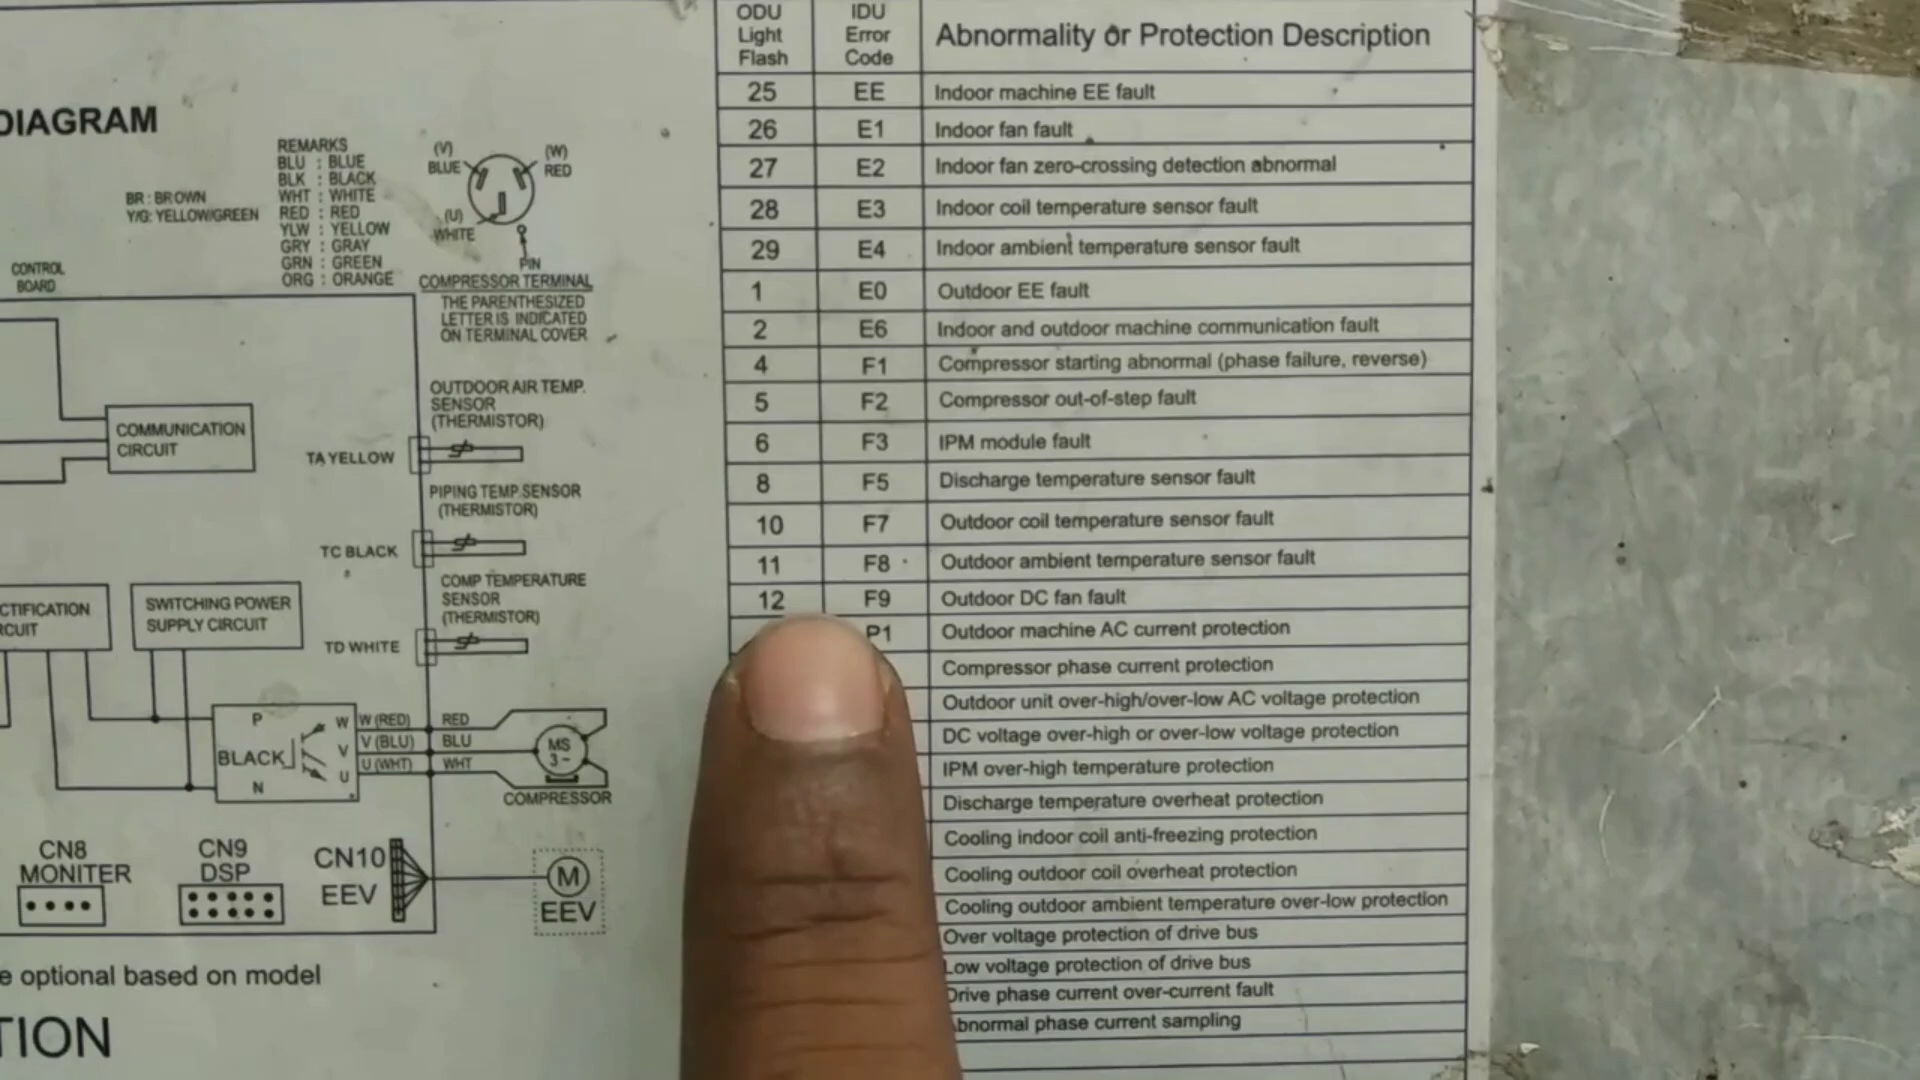 DIAGRAM
REMARKS
BLU : BLUE
BLK : BLACK
WHT : WHITE
RED : RED
YLW : YELLOW
GRY : GRAY
GRN : GREEN
ORG : ORANGE
BR : BROWN
Y/G: YELLOW/GREEN
(V)
BLUE
(W)
RED
(U)
WHITE
PIN
COMPRESSOR TERMINAL
THE PARENTHESIZED
LETTER IS INDICATED
ON TERMINAL COVER
CONTROL
BOARD
COMMUNICATION
CIRCUIT
OUTDOOR AIR TEMP.
SENSOR
(THERMISTOR)
TA YELLOW
PIPING TEMP.SENSOR
(THERMISTOR)
TC BLACK
COMP TEMPERATURE
SENSOR
(THERMISTOR)
TD WHITE
CTIFICATION
RCUIT
SWITCHING POWER
SUPPLY CIRCUIT
P
BLACK
N
W
V
U
W (RED)
V (BLU)
U (WHT)
RED
BLU
WHT
MS
3~
COMPRESSOR
CN8
MONITER
CN9
DSP
CN10
EEV
M
EEV
e optional based on model
TION
ODU Light Flash IDU Error Code Abnormality or Protection Description
25 EE Indoor machine EE fault
26 E1 Indoor fan fault
27 E2 Indoor fan zero-crossing detection abnormal
28 E3 Indoor coil temperature sensor fault
29 E4 Indoor ambient temperature sensor fault
1 E0 Outdoor EE fault
2 E6 Indoor and outdoor machine communication fault
4 F1 Compressor starting abnormal (phase failure, reverse)
5 F2 Compressor out-of-step fault
6 F3 IPM module fault
8 F5 Discharge temperature sensor fault
10 F7 Outdoor coil temperature sensor fault
11 F8 Outdoor ambient temperature sensor fault
12 F9 Outdoor DC fan fault
P1 Outdoor machine AC current protection
Compressor phase current protection
Outdoor unit over-high/over-low AC voltage protection
DC voltage over-high or over-low voltage protection
IPM over-high temperature protection
Discharge temperature overheat protection
Cooling indoor coil anti-freezing protection
Cooling outdoor coil overheat protection
Cooling outdoor ambient temperature over-low protection
Over voltage protection of drive bus
Low voltage protection of drive bus
Drive phase current over-current fault
Abnormal phase current sampling